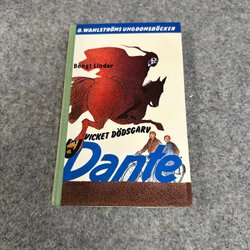 B. WAHLSTRÖMS UNGDOMSBÖCKER
Bengt Linder
VICKET DÖDSGARV
Dante